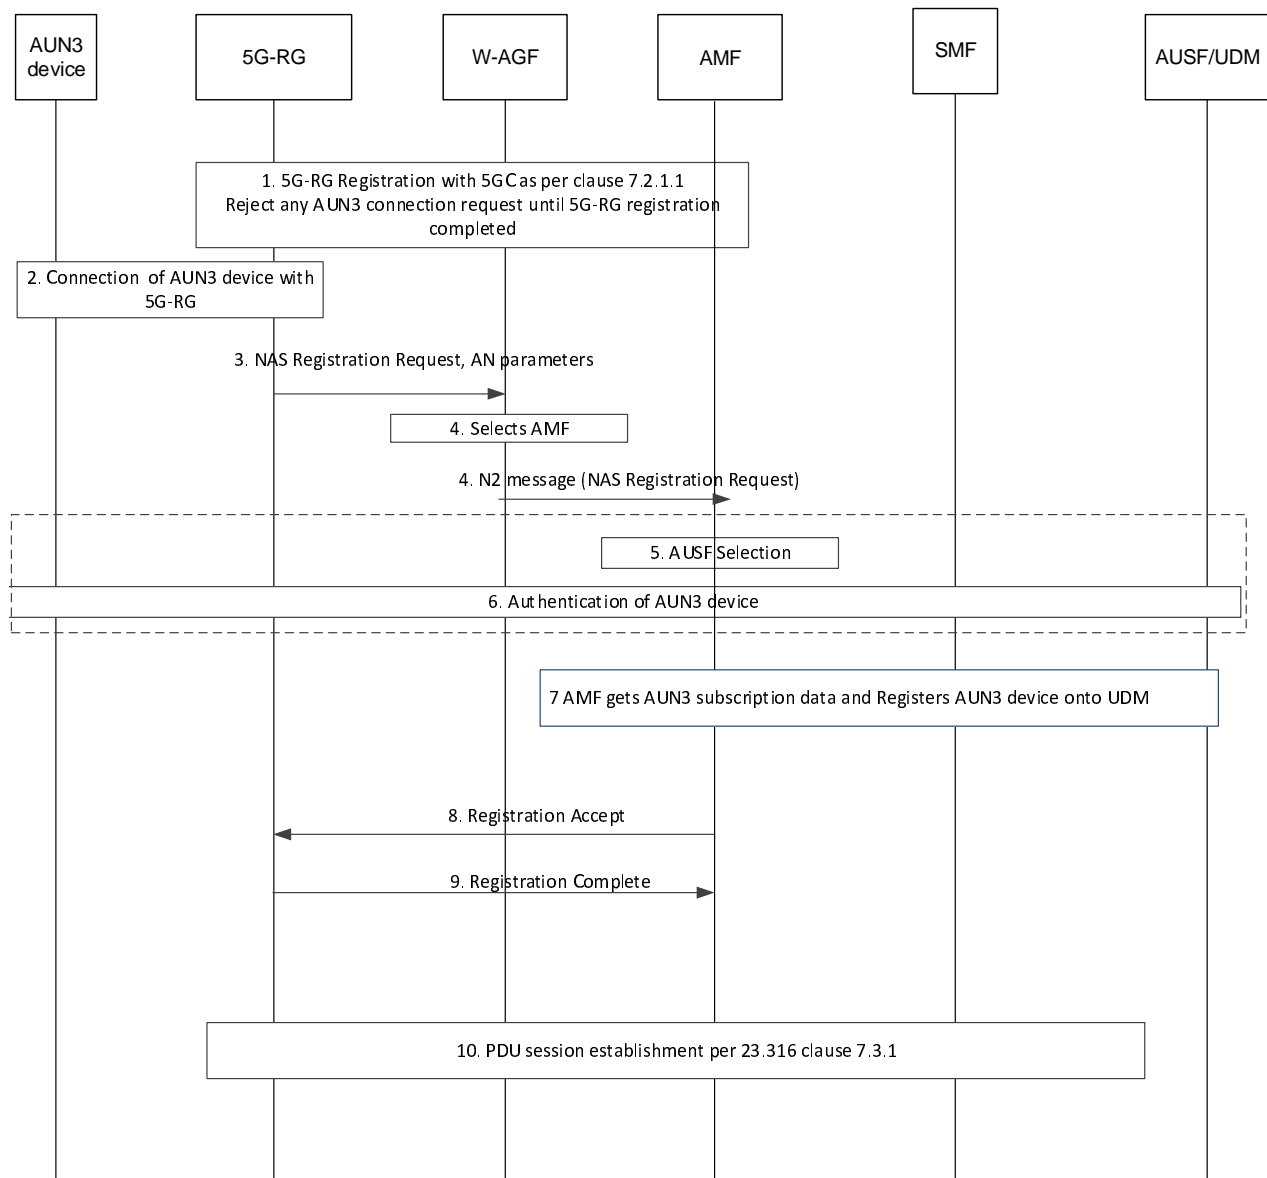 AUN3
device
5G-RG
W-AGF
AMF
SMF
AUSF/UDM
1. 5G-RG Registration with 5GC as per clause 7.2.1.1
Reject any AUN3 connection request until 5G-RG registration
completed
2. Connection of AUN3 device with
5G-RG
3. NAS Registration Request, AN parameters
4. Selects AMF
4. N2 message (NAS Registration Request)
5. AUSF Selection
6. Authentication of AUN3 device
7 AMF gets AUN3 subscription data and Registers AUN3 device onto UDM
8. Registration Accept
9. Registration Complete
10. PDU session establishment per 23.316 clause 7.3.1